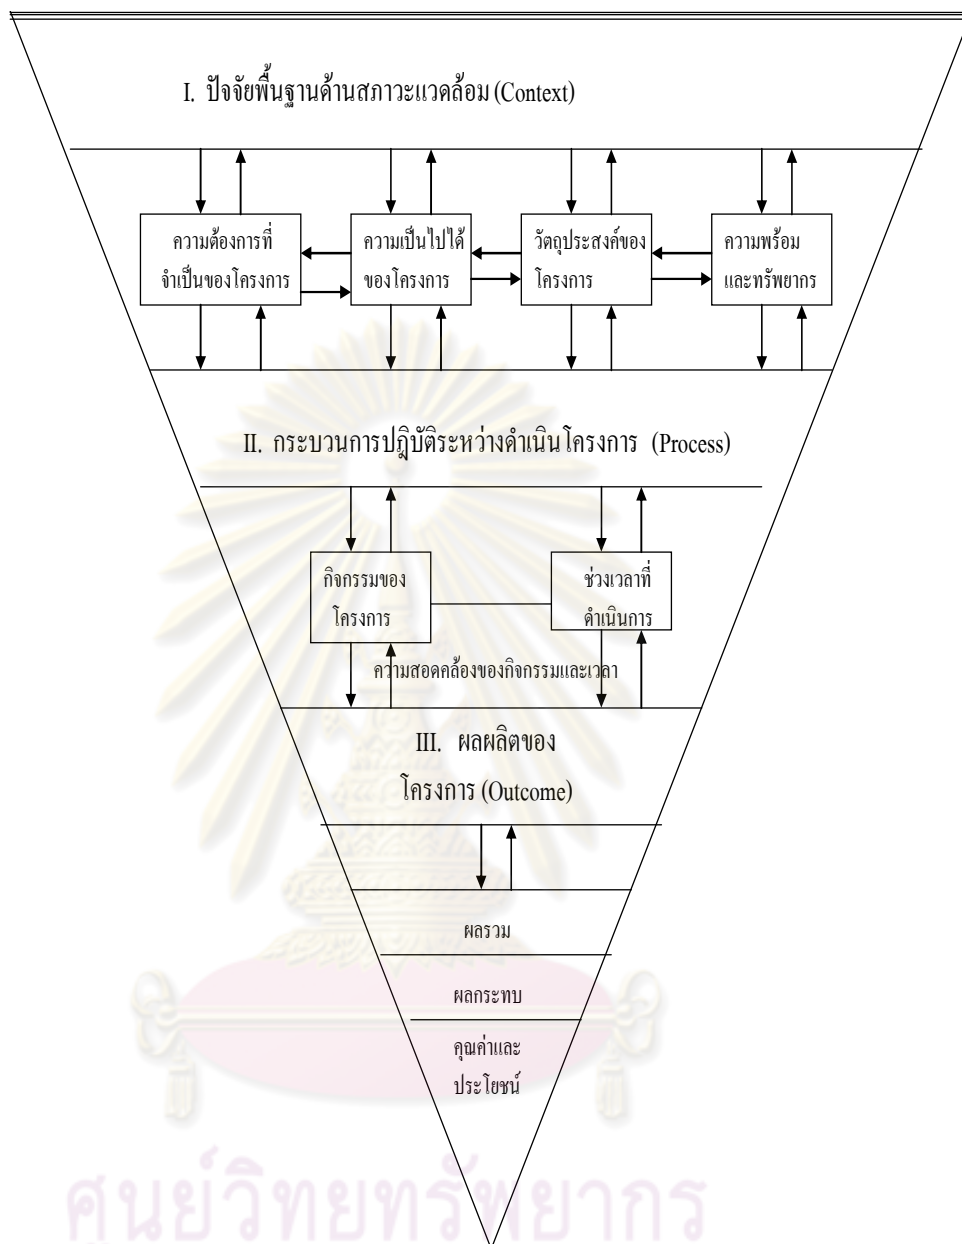 I. ปัจจัยพื้นฐานด้านสภาวะแวดล้อม (Context)
ความต้องการที่
จำเป็นของโครงการ
ความเป็นไปได้
ของโครงการ
วัตถุประสงค์ของ
โครงการ
ความพร้อม
และทรัพยากร
II. กระบวนการปฏิบัติระหว่างดำเนินโครงการ (Process)
กิจกรรมของ
โครงการ
ช่วงเวลาที่
ดำเนินการ
ความสอดคล้องของกิจกรรมและเวลา
III. ผลผลิตของ
โครงการ (Outcome)
ผลรวม
ผลกระทบ
คุณค่าและ
ประโยชน์
ศูนย์วิทยทรัพยากร